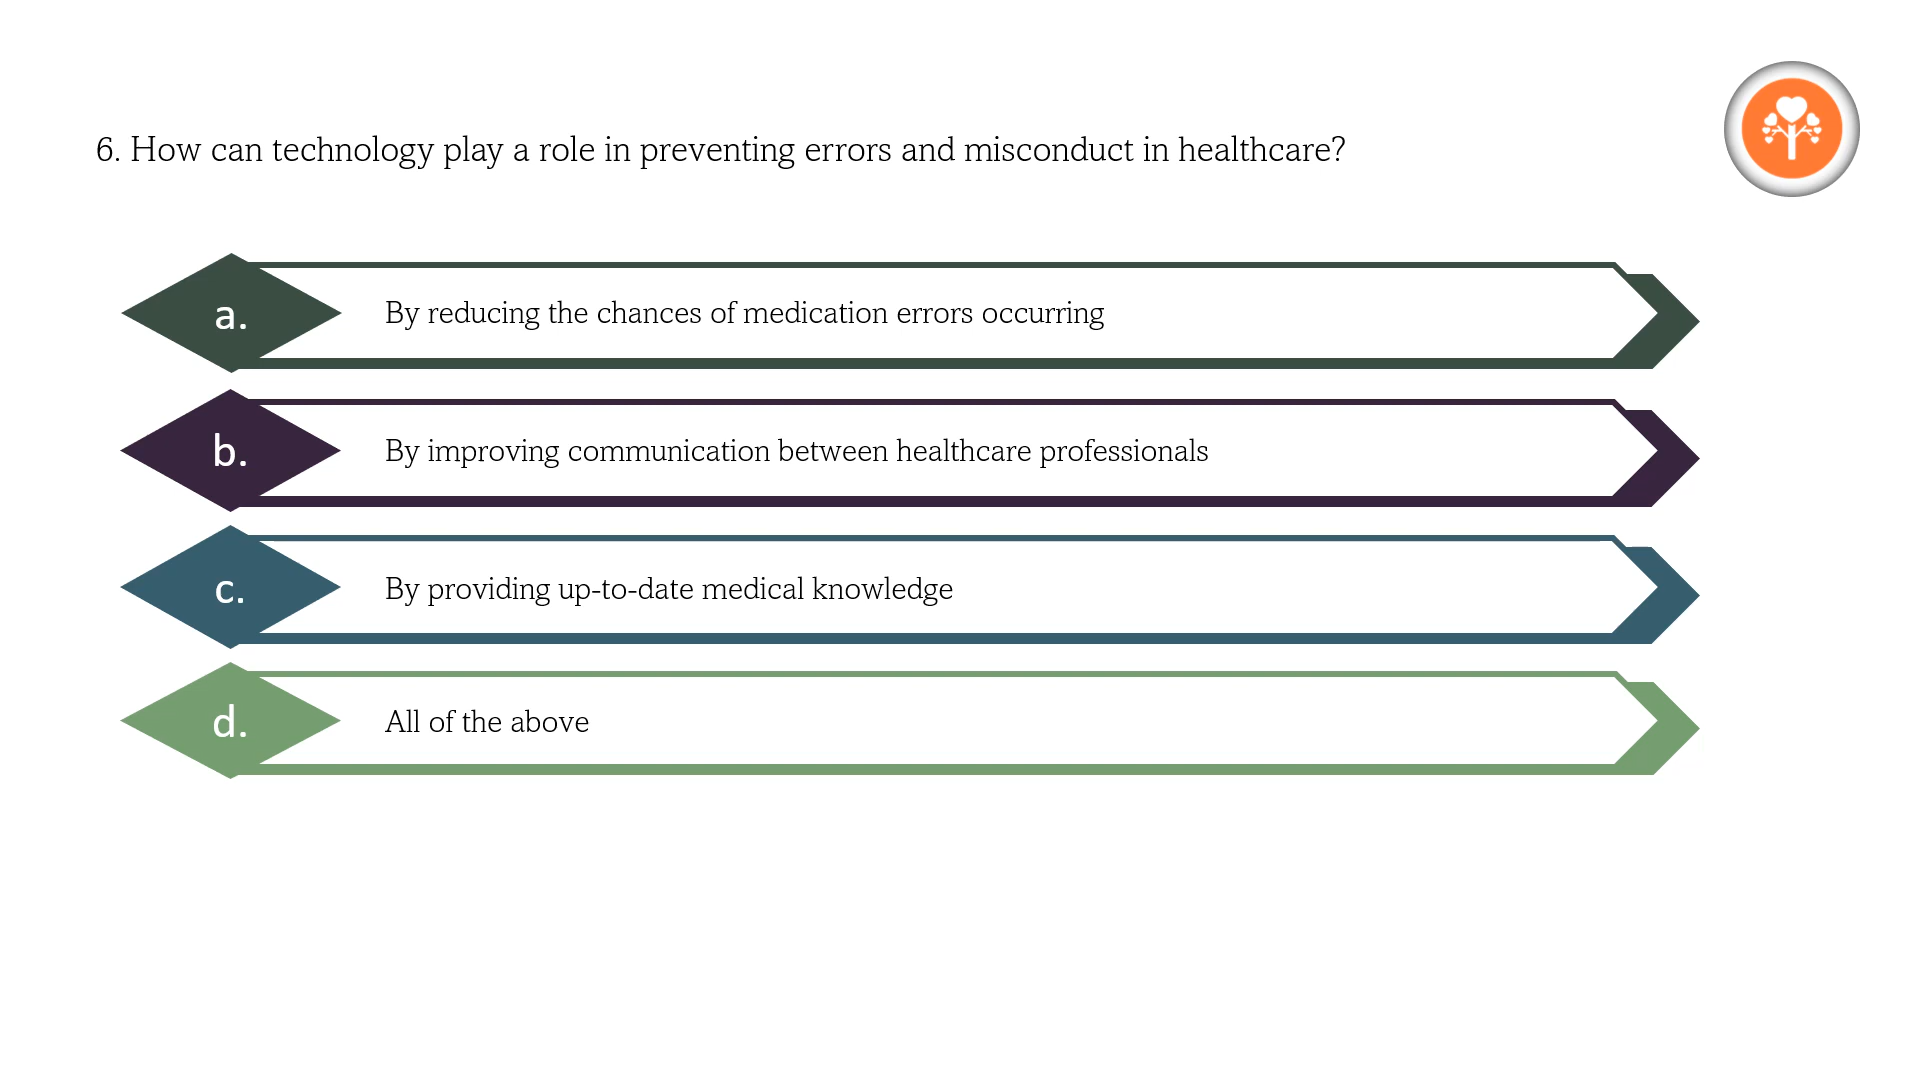 6. How can technology play a role in preventing errors and misconduct in healthcare?
a. By reducing the chances of medication errors occurring
b. By improving communication between healthcare professionals
c. By providing up-to-date medical knowledge
d. All of the above